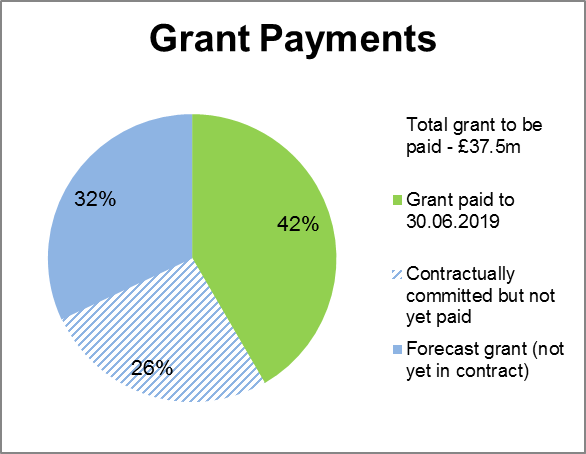 Grant Payments
Total grant to be
paid - £37.5m
32%
42%
Grant paid to
30.06.2019
Contractually
committed but not
yet paid
26%
Forecast grant (not
yet in contract)